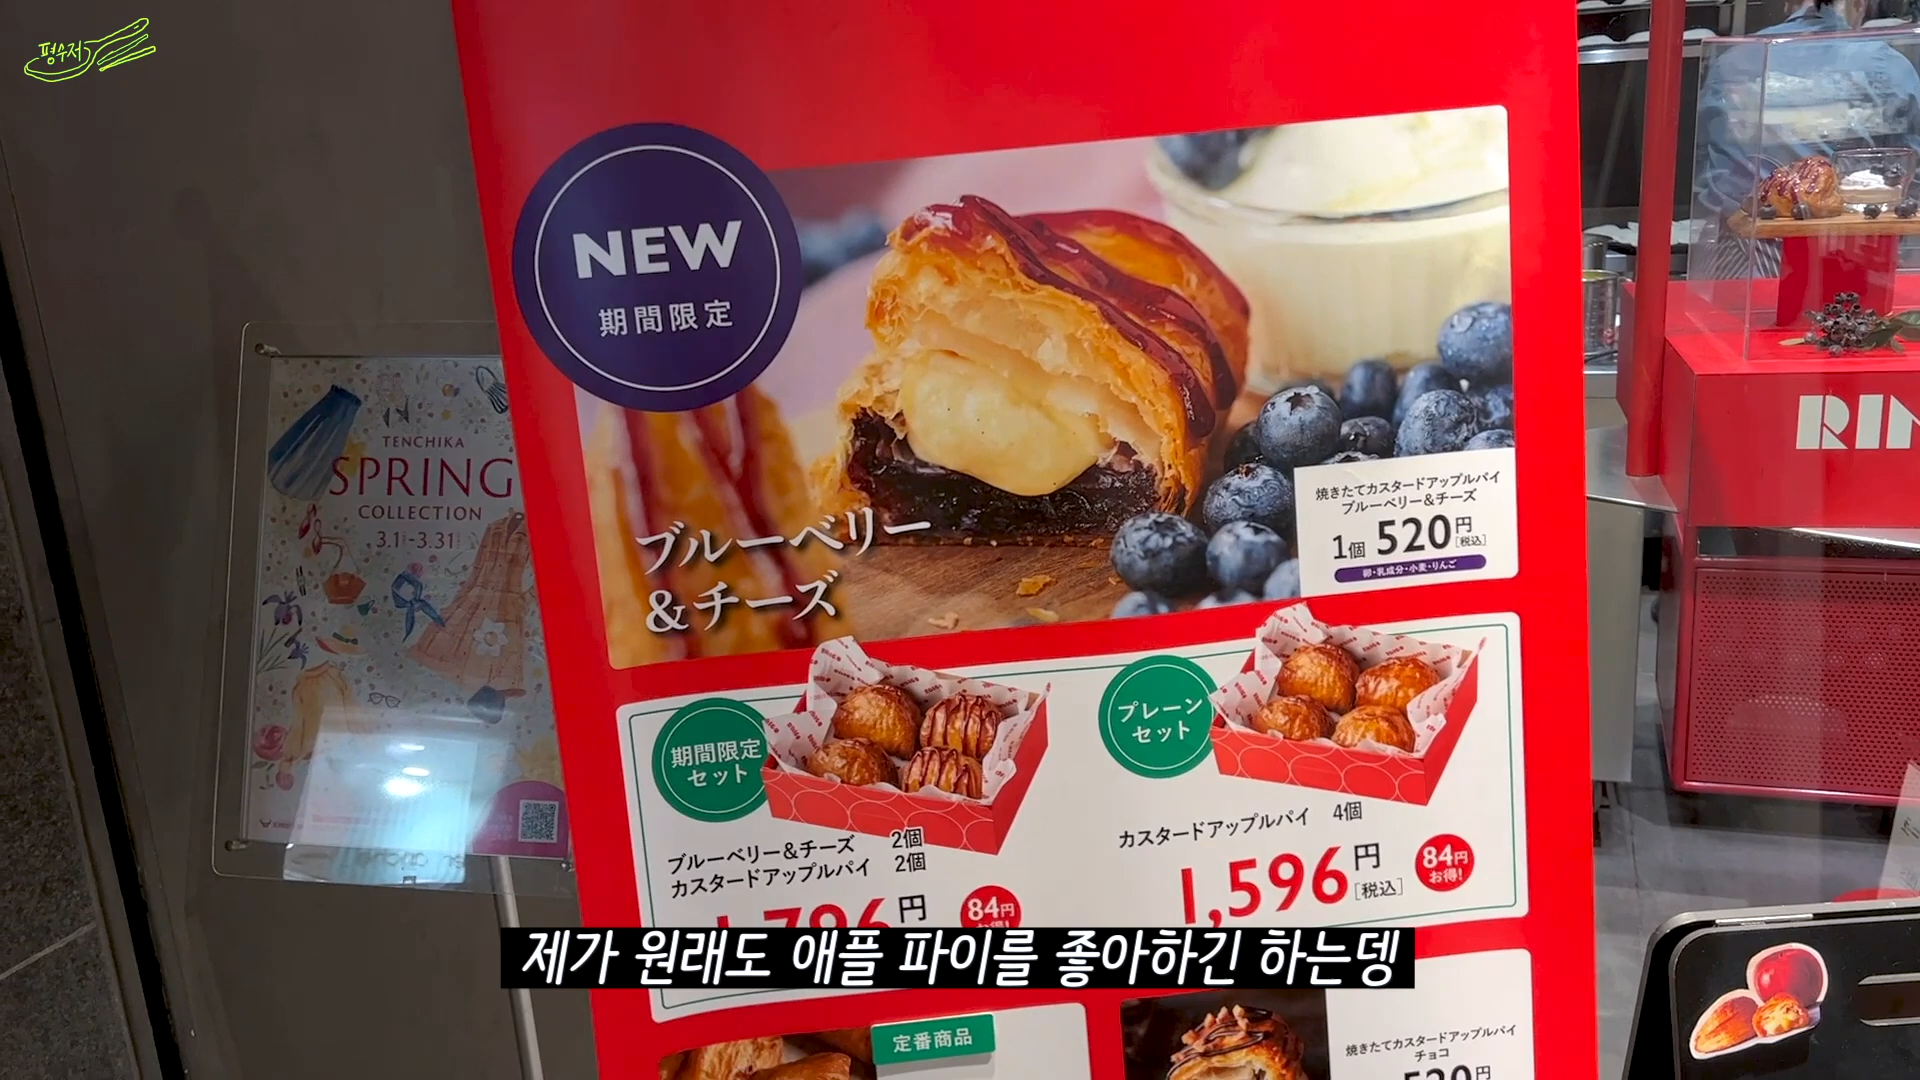 평수저
NEW
期間限定
TENCHIKA
SPRING
COLLECTION
3.1-3.31
ブルーベリー
&チーズ
焼きたてカスタードアップルパイ
ブルーベリー&チーズ
1個 520円
[税込]
卵・乳成分・小麦・りんご
RIN
期間限定
セット
プレーン
セット
ブルーベリー&チーズ 2個
カスタードアップルパイ 2個
1,796円
84円
カスタードアップルパイ 4個
1,596円
[税込]
84円
お得!
제가 원래도 애플 파이를 좋아하긴 하는뎅
定番商品
焼きたてカスタードアップルパイ
チョコ
520円